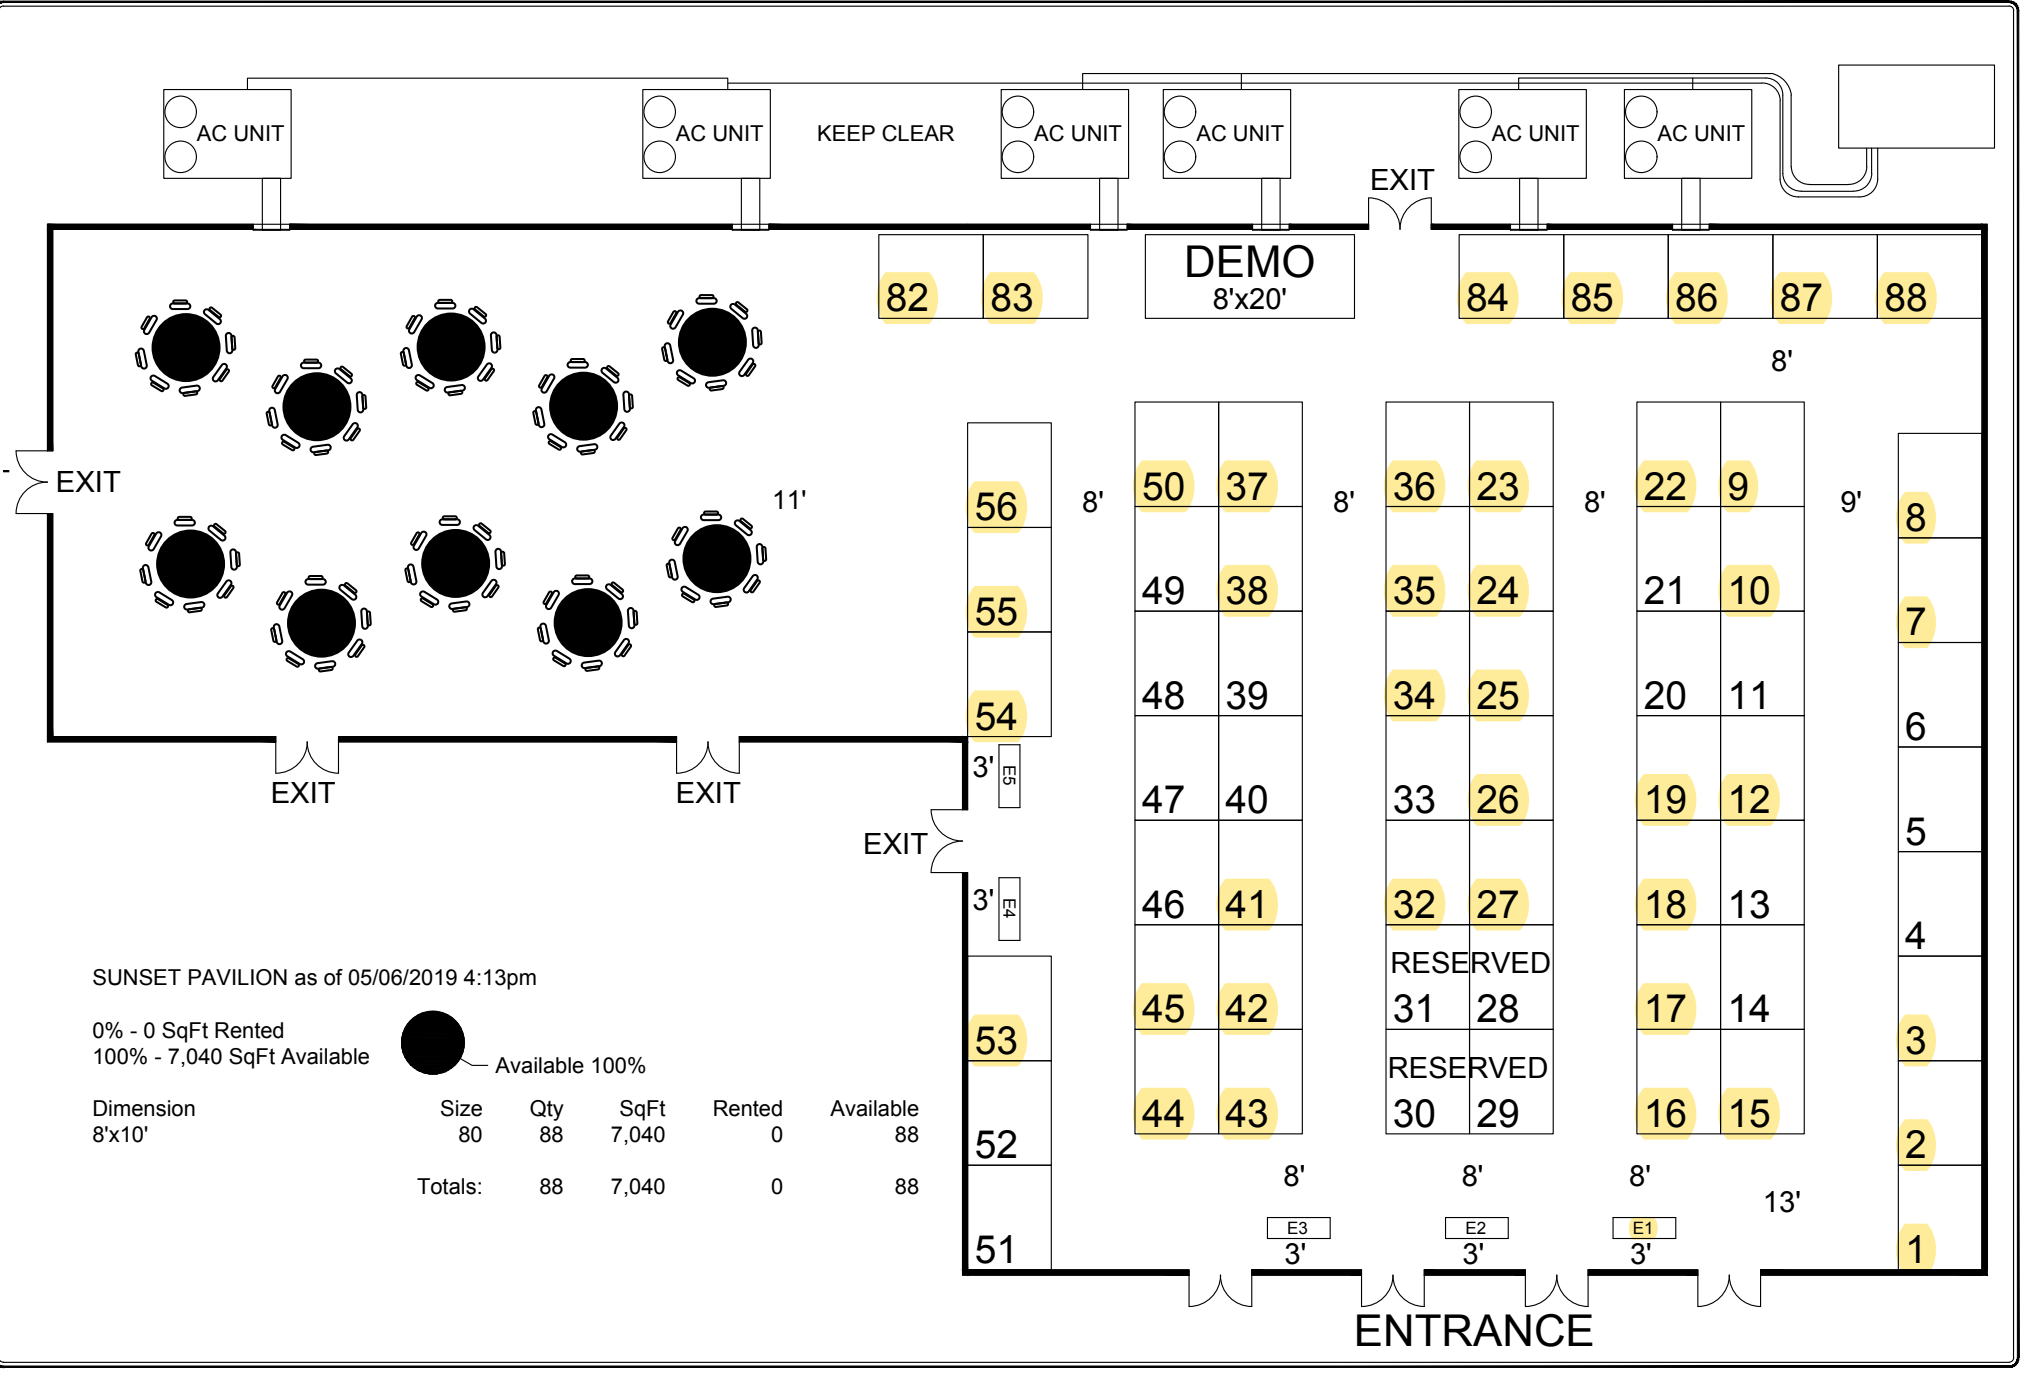 AC UNIT
AC UNIT
KEEP CLEAR
AC UNIT
AC UNIT
AC UNIT
AC UNIT
EXIT
DEMO
8'x20'
82 83
84 85 86 87 88
8'
EXIT
11'
56 8' 50 37 8' 36 23 8' 22 9 9' 8
55 49 38 35 24 21 10 7
54 48 39 34 25 20 11 6
3' E5
EXIT EXIT
47 40 33 26 19 12 5
EXIT
3' E4
46 41 32 27 18 13 4
RESERVED
53 45 42 31 28 17 14 3
RESERVED
52 44 43 30 29 16 15 2
8' 8' 8' 13'
E3 E2 E1
3' 3' 3'
51 1
ENTRANCE
SUNSET PAVILION as of 05/06/2019 4:13pm
0% - 0 SqFt Rented
100% - 7,040 SqFt Available
Available 100%
Dimension Size Qty SqFt Rented Available
8'x10' 80 88 7,040 0 88
Totals: 88 7,040 0 88